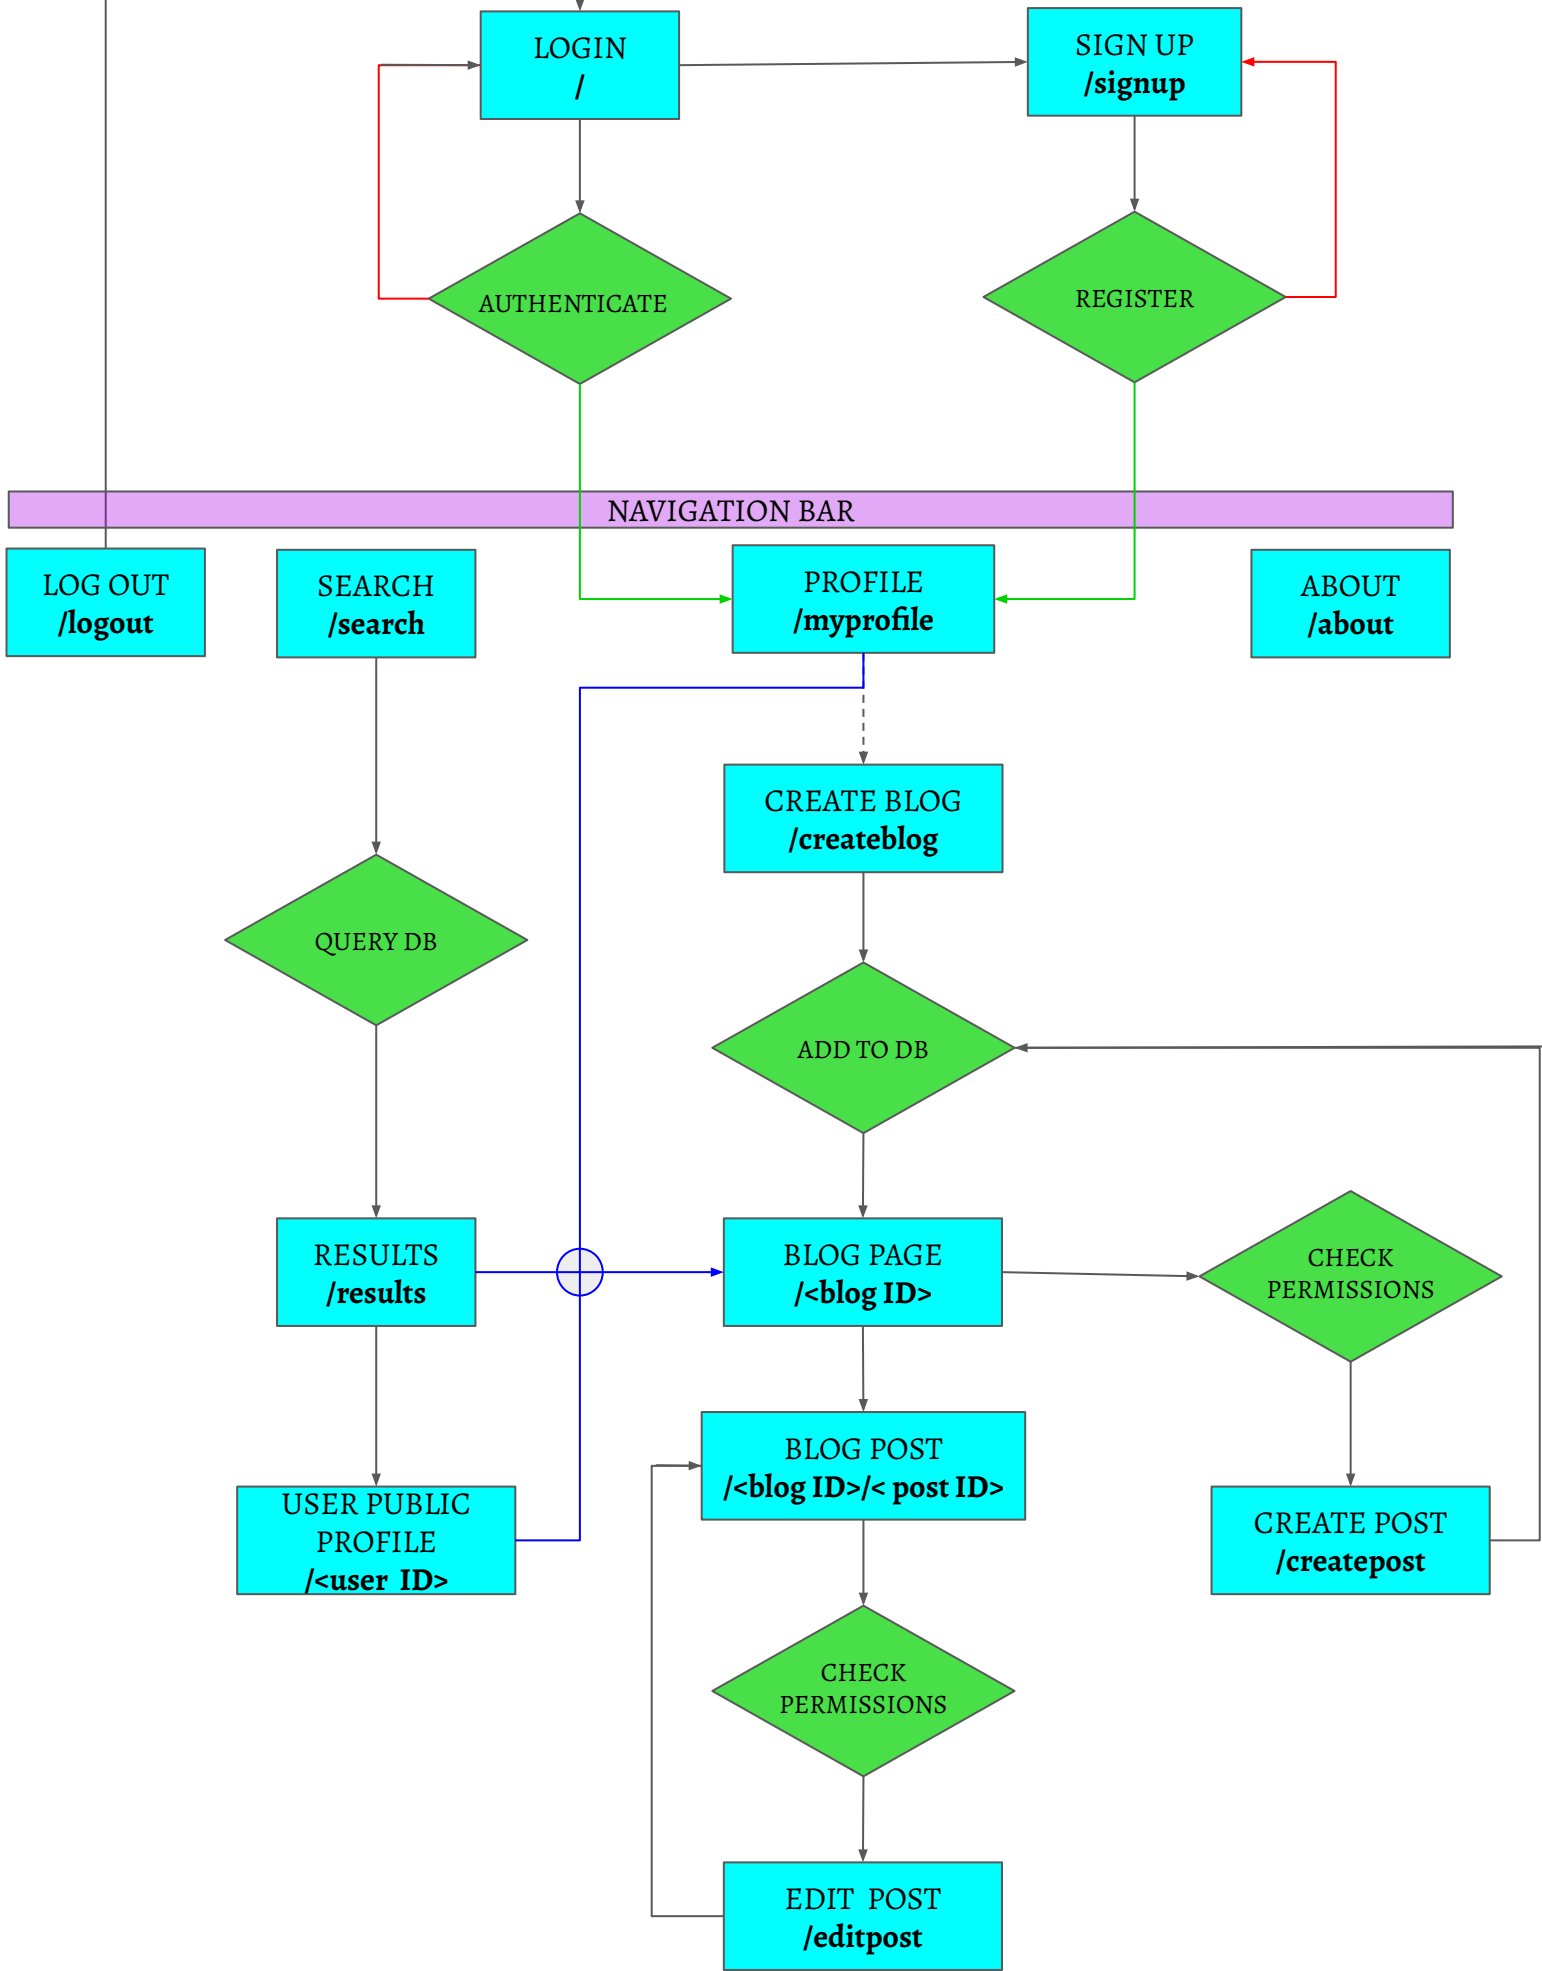 LOGIN
/
SIGN UP
/signup
AUTHENTICATE
REGISTER
NAVIGATION BAR
LOG OUT
/logout
SEARCH
/search
PROFILE
/myprofile
ABOUT
/about
CREATE BLOG
/createblog
QUERY DB
ADD TO DB
RESULTS
/results
BLOG PAGE
/<blog ID>
CHECK
PERMISSIONS
BLOG POST
/<blog ID>/< post ID>
USER PUBLIC
PROFILE
/<user  ID>
CREATE POST
/createpost
CHECK
PERMISSIONS
EDIT  POST
/editpost